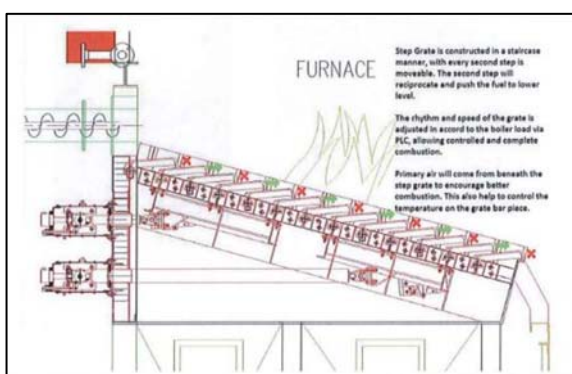 FURNACE
Step Grate is constructed in a staircase
manner, with every second step is
moveable. The second step will
reciprocate and push the fuel to lower
level.
The rhythm and speed of the grate is
adjusted in accord to the boiler load via
PLC, allowing controlled and complete
combustion.
Primary air will come from beneath the
step grate to encourage better
combustion. This also help to control the
temperature on the grate bar piece.